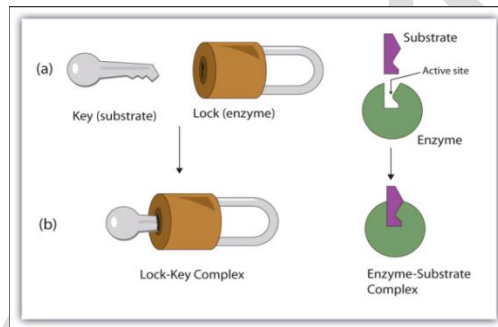 Substrate
(a)
Active site
Key (substrate)
Lock (enzyme)
Enzyme
(b)
Lock-Key Complex
Enzyme-Substrate
Complex